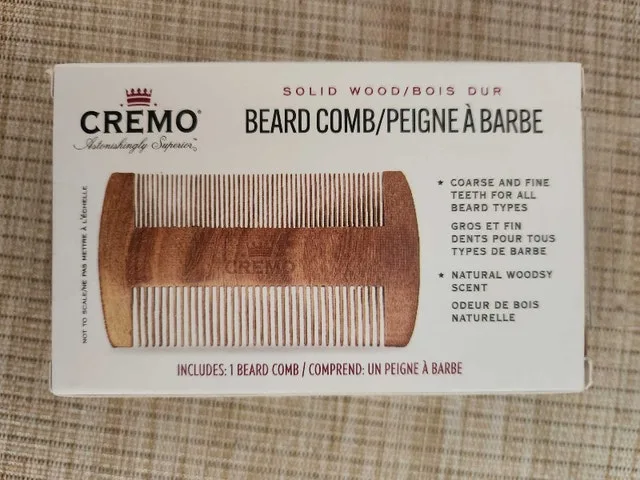 SOLID WOOD/BOIS DUR
CREMO®
Astonishingly Superior™
BEARD COMB/PEIGNE À BARBE
NOT TO SCALE/NE PAS METTRE À L'ÉCHELLE
CREMO
★ COARSE AND FINE
TEETH FOR ALL
BEARD TYPES
GROS ET FIN
DENTS POUR TOUS
TYPES DE BARBE
★ NATURAL WOODSY
SCENT
ODEUR DE BOIS
NATURELLE
INCLUDES: 1 BEARD COMB / COMPREND: UN PEIGNE À BARBE